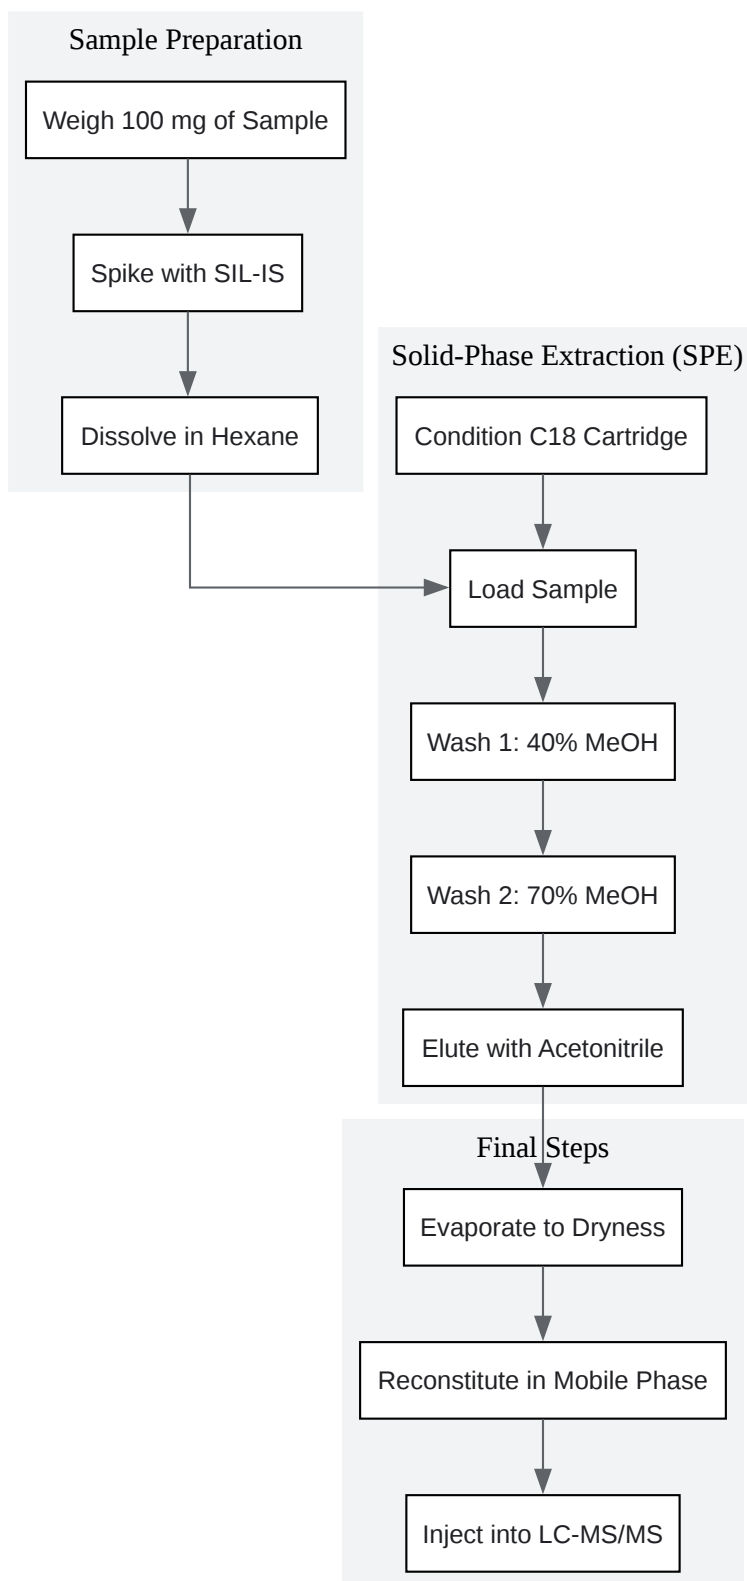 Sample Preparation
Weigh 100 mg of Sample
Spike with SIL-IS
Dissolve in Hexane
Solid-Phase Extraction (SPE)
Condition C18 Cartridge
Load Sample
Wash 1: 40% MeOH
Wash 2: 70% MeOH
Elute with Acetonitrile
Final Steps
Evaporate to Dryness
Reconstitute in Mobile Phase
Inject into LC-MS/MS